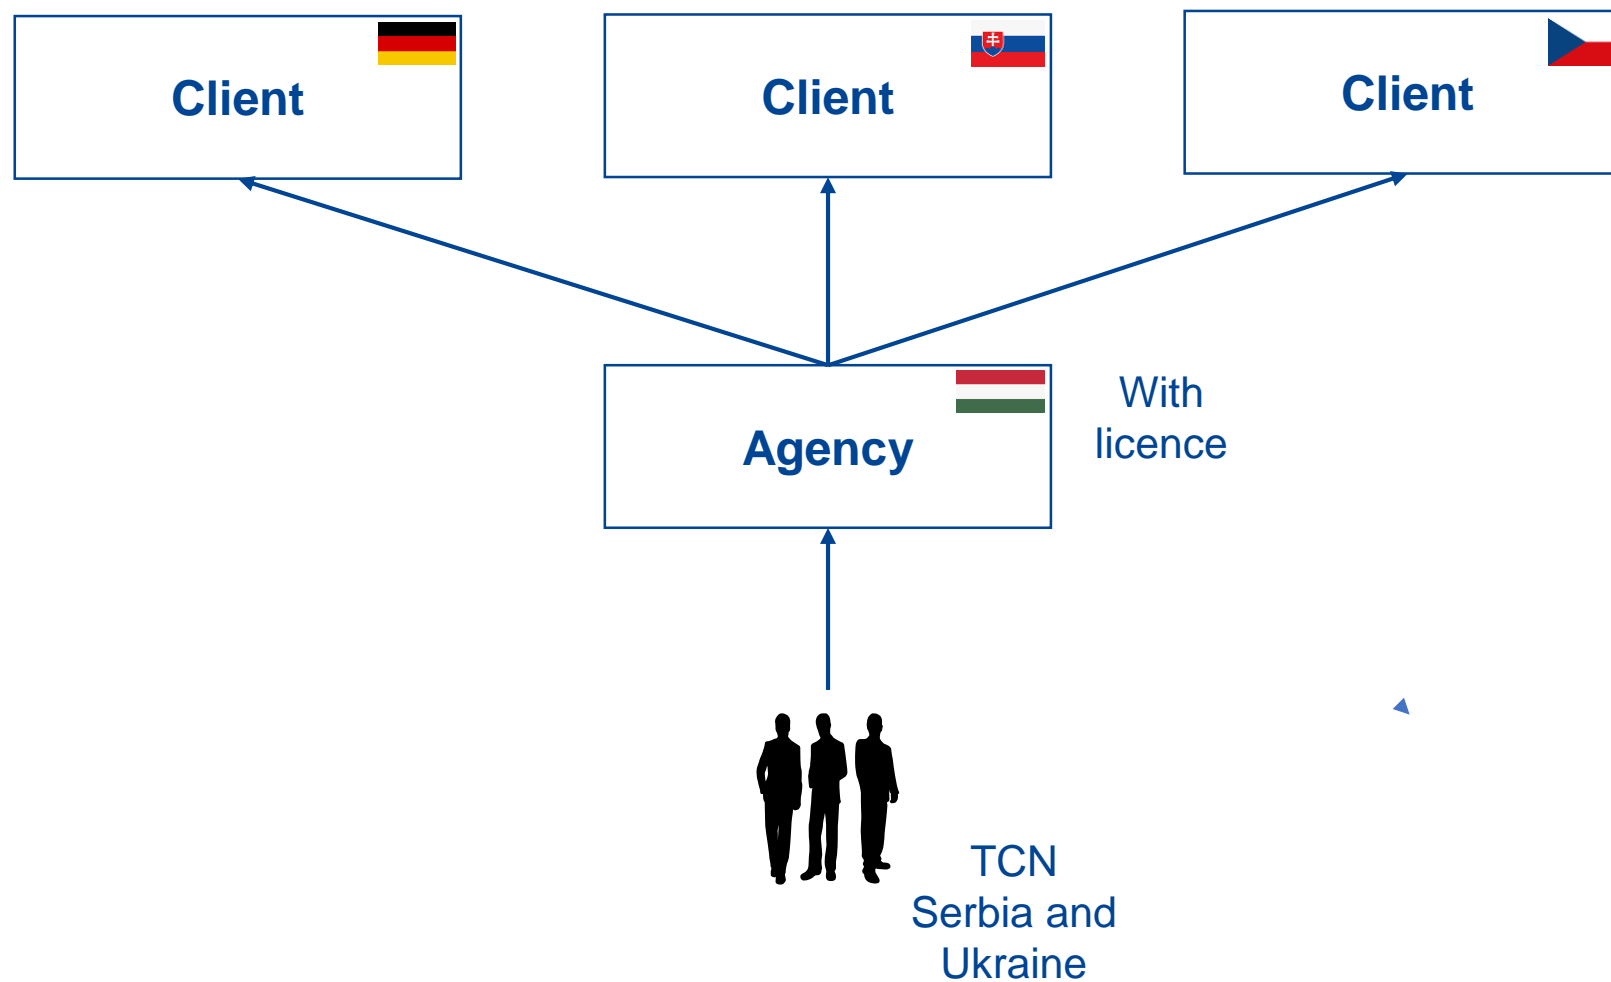 Client
Client
Client
Agency
With
licence
TCN
Serbia and
Ukraine